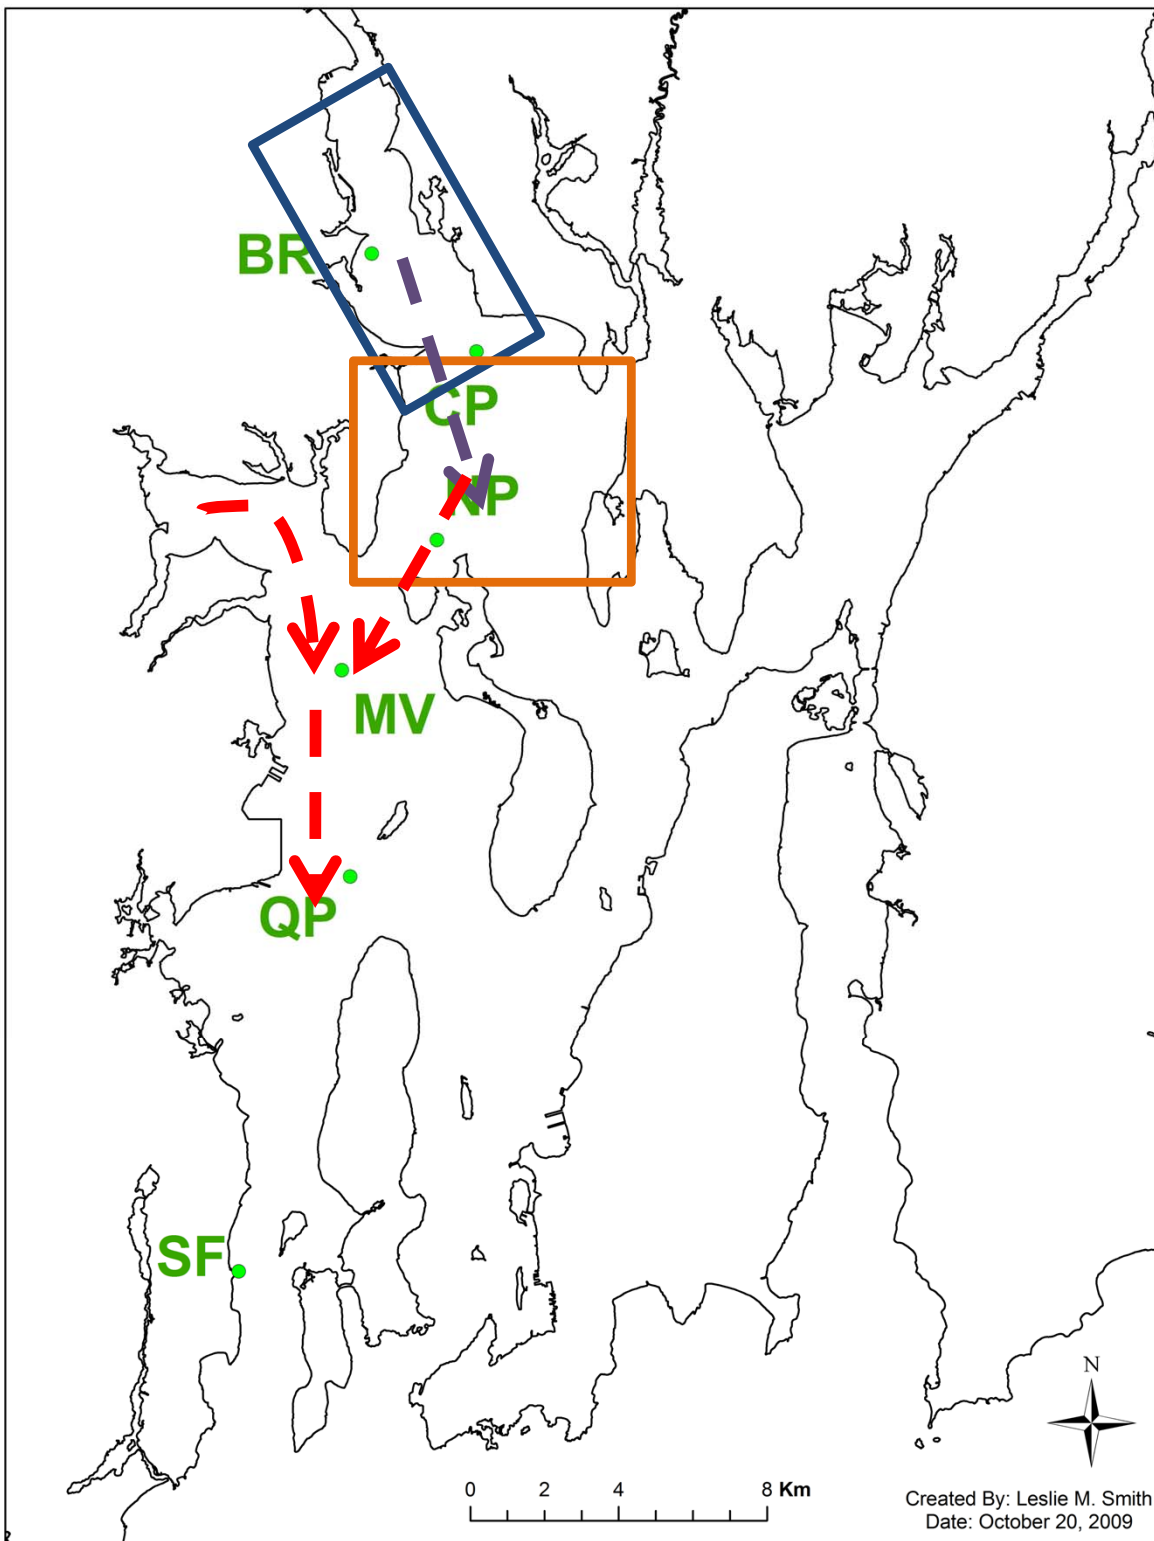 BR
CP
NP
MV
QP
SF
N
0 2 4 8 Km
Created By: Leslie M. Smith
Date: October 20, 2009